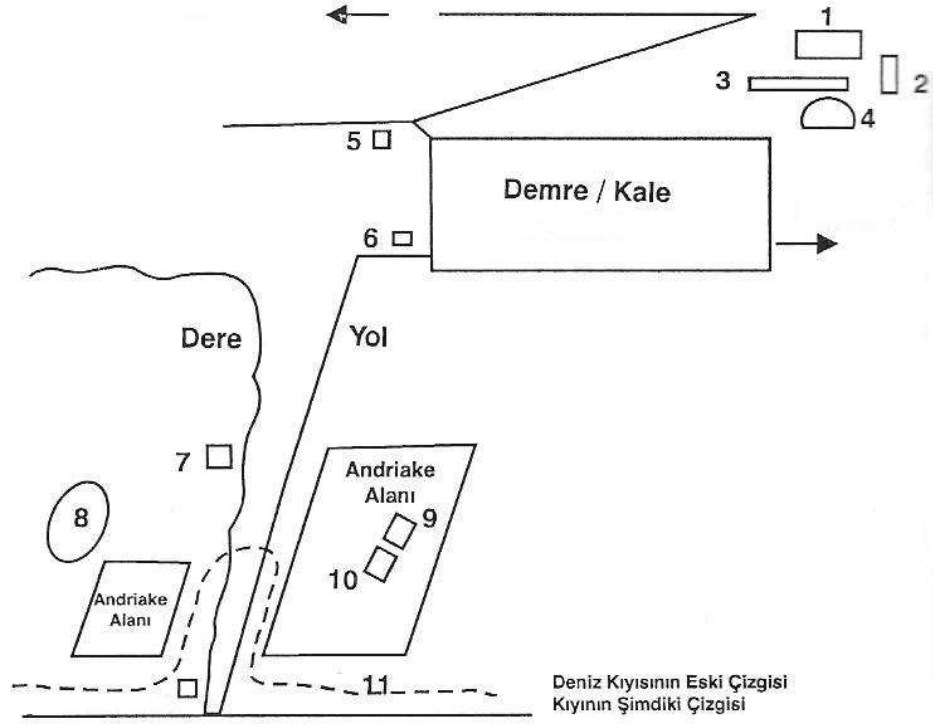 1
3
2
4
5
Demre / Kale
6
Dere
Yol
7
Andriake
Alanı
8
9
10
Andriake
Alanı
11
Deniz Kıyısının Eski Çizgisi
Kıyının Şimdiki Çizgisi